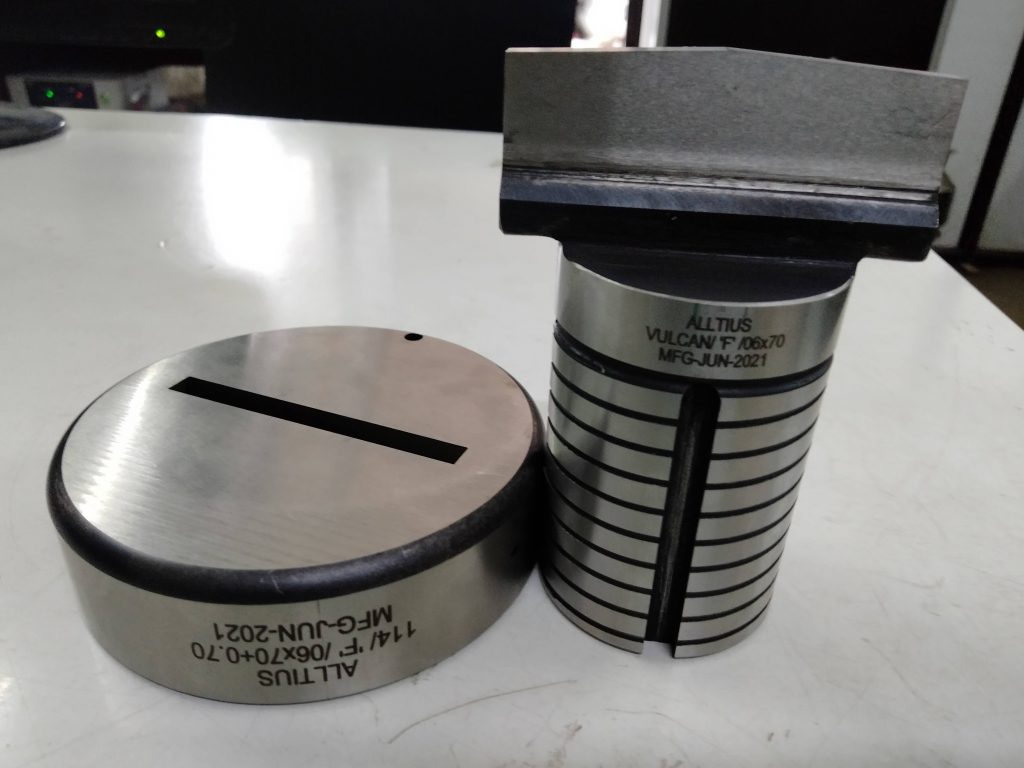 ALLTIUS
114/ 'F' /06x70+0.70
MFG-JUN-2021
ALLTIUS
VULCAN/ 'F' /06x70
MFG-JUN-2021